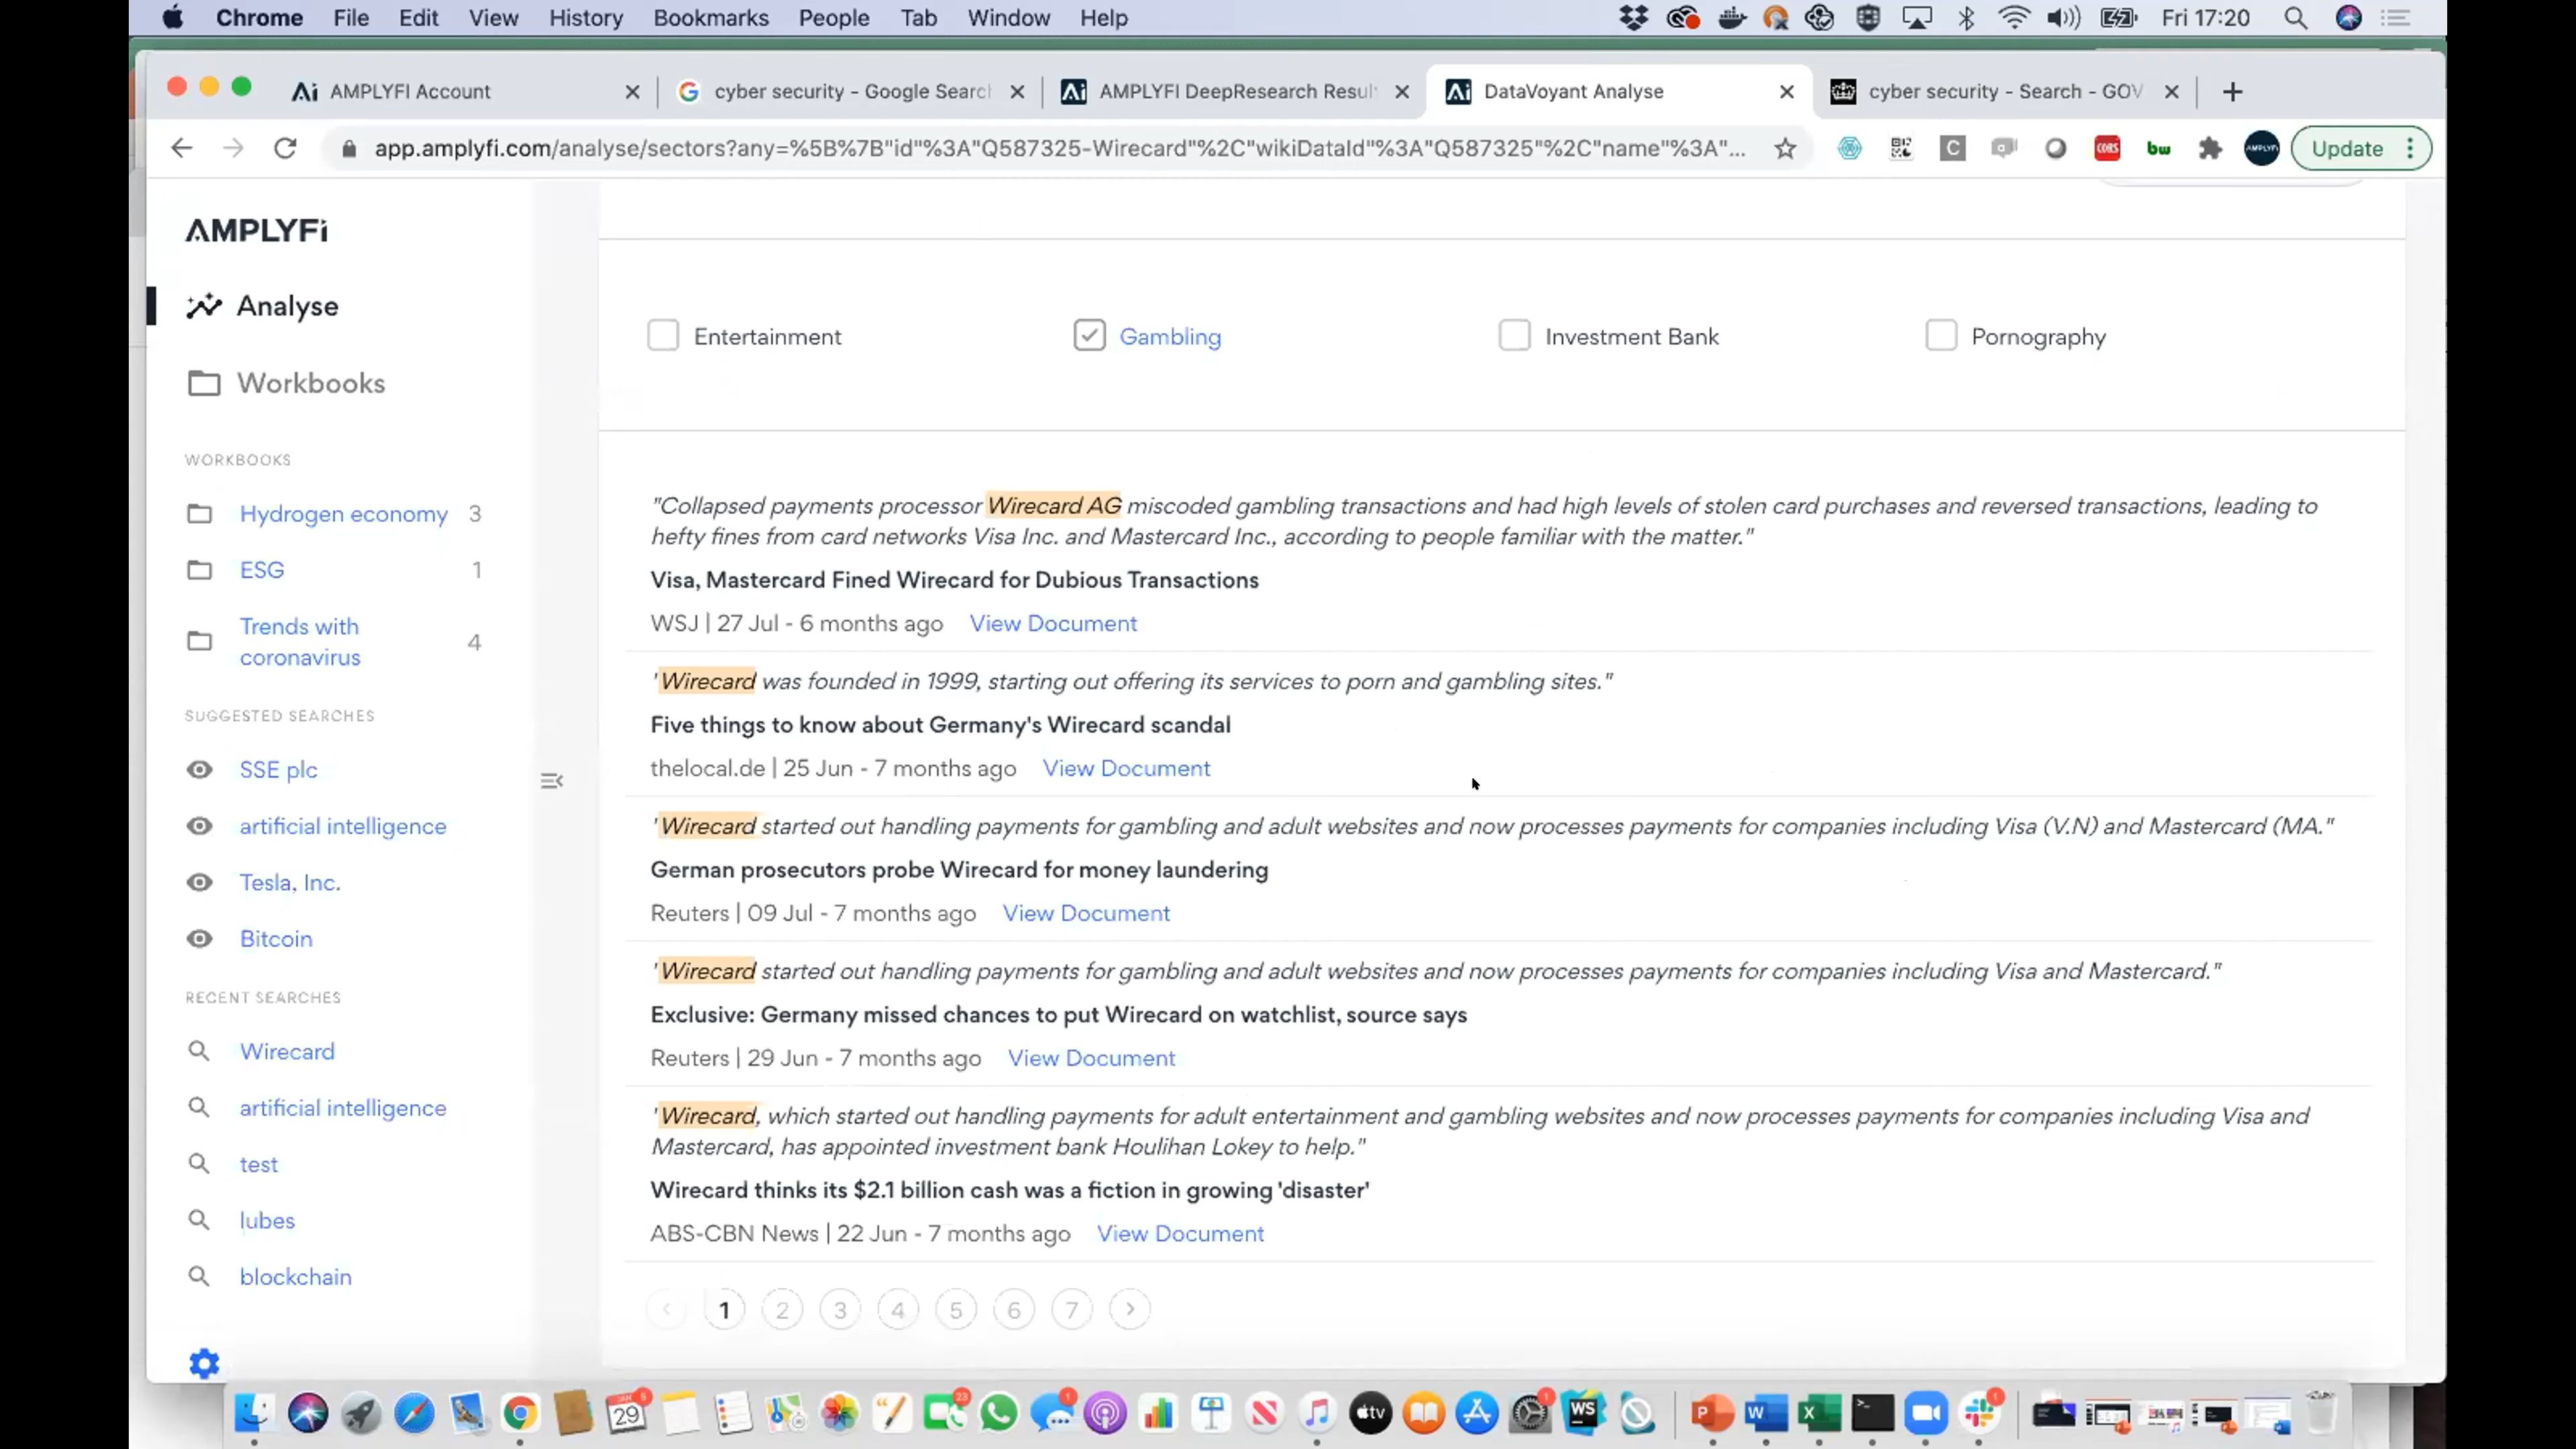 Chrome File Edit View History Bookmarks People Tab Window Help
Fri 17:20
AMPLYFI Account
cyber security - Google Searc
AMPLYFI DeepResearch Resul
DataVoyant Analyse
cyber security - Search - GOV
app.amplyfi.com/analyse/sectors?any=%5B%7B"id"%3A"Q587325-Wirecard"%2C"wikiDataId"%3A"Q587325"%2C"name"%3A"...
CORS
bw
AMPLYFi
Update
AMPLYFi
Analyse
Workbooks
WORKBOOKS
Hydrogen economy 3
ESG 1
Trends with
coronavirus 4
SUGGESTED SEARCHES
SSE plc
artificial intelligence
Tesla, Inc.
Bitcoin
RECENT SEARCHES
Wirecard
artificial intelligence
test
lubes
blockchain
Entertainment
Gambling
Investment Bank
Pornography
"Collapsed payments processor Wirecard AG miscoded gambling transactions and had high levels of stolen card purchases and reversed transactions, leading to
hefty fines from card networks Visa Inc. and Mastercard Inc., according to people familiar with the matter."
Visa, Mastercard Fined Wirecard for Dubious Transactions
WSJ | 27 Jul - 6 months ago View Document
"Wirecard was founded in 1999, starting out offering its services to porn and gambling sites."
Five things to know about Germany's Wirecard scandal
thelocal.de | 25 Jun - 7 months ago View Document
"Wirecard started out handling payments for gambling and adult websites and now processes payments for companies including Visa (V.N) and Mastercard (MA."
German prosecutors probe Wirecard for money laundering
Reuters | 09 Jul - 7 months ago View Document
"Wirecard started out handling payments for gambling and adult websites and now processes payments for companies including Visa and Mastercard."
Exclusive: Germany missed chances to put Wirecard on watchlist, source says
Reuters | 29 Jun - 7 months ago View Document
"Wirecard, which started out handling payments for adult entertainment and gambling websites and now processes payments for companies including Visa and
Mastercard, has appointed investment bank Houlihan Lokey to help."
Wirecard thinks its $2.1 billion cash was a fiction in growing 'disaster'
ABS-CBN News | 22 Jun - 7 months ago View Document
1 2 3 4 5 6 7
JAN
29
5
23
1
tv
1
WS
P
W
X
1